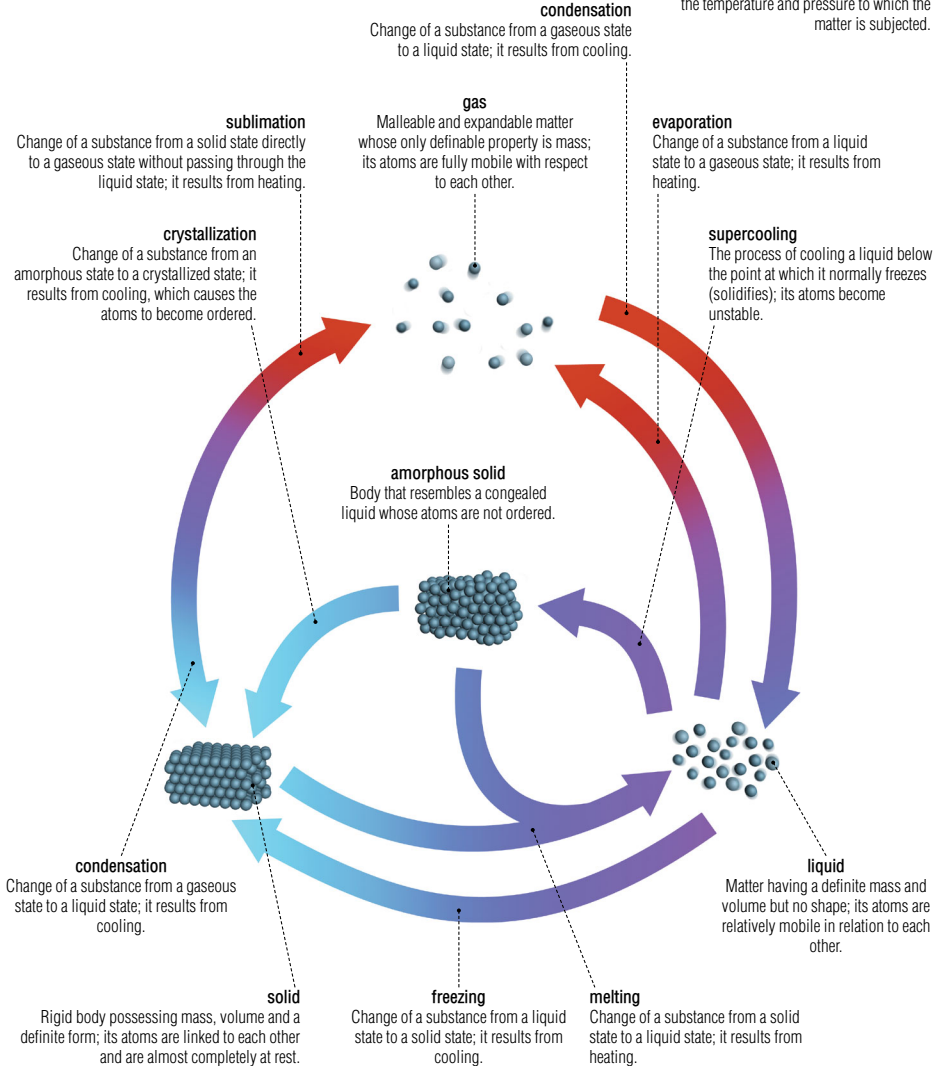 the temperature and pressure to which the
matter is subjected.
condensation
Change of a substance from a gaseous state
to a liquid state; it results from cooling.
sublimation
Change of a substance from a solid state directly
to a gaseous state without passing through the
liquid state; it results from heating.
gas
Malleable and expandable matter
whose only definable property is mass;
its atoms are fully mobile with respect
to each other.
evaporation
Change of a substance from a liquid
state to a gaseous state; it results from
heating.
crystallization
Change of a substance from an
amorphous state to a crystallized state; it
results from cooling, which causes the
atoms to become ordered.
supercooling
The process of cooling a liquid below
the point at which it normally freezes
(solidifies); its atoms become
unstable.
amorphous solid
Body that resembles a congealed
liquid whose atoms are not ordered.
condensation
Change of a substance from a gaseous
state to a liquid state; it results from
cooling.
liquid
Matter having a definite mass and
volume but no shape; its atoms are
relatively mobile in relation to each
other.
solid
Rigid body possessing mass, volume and a
definite form; its atoms are linked to each other
and are almost completely at rest.
freezing
Change of a substance from a liquid
state to a solid state; it results from
cooling.
melting
Change of a substance from a solid
state to a liquid state; it results from
heating.